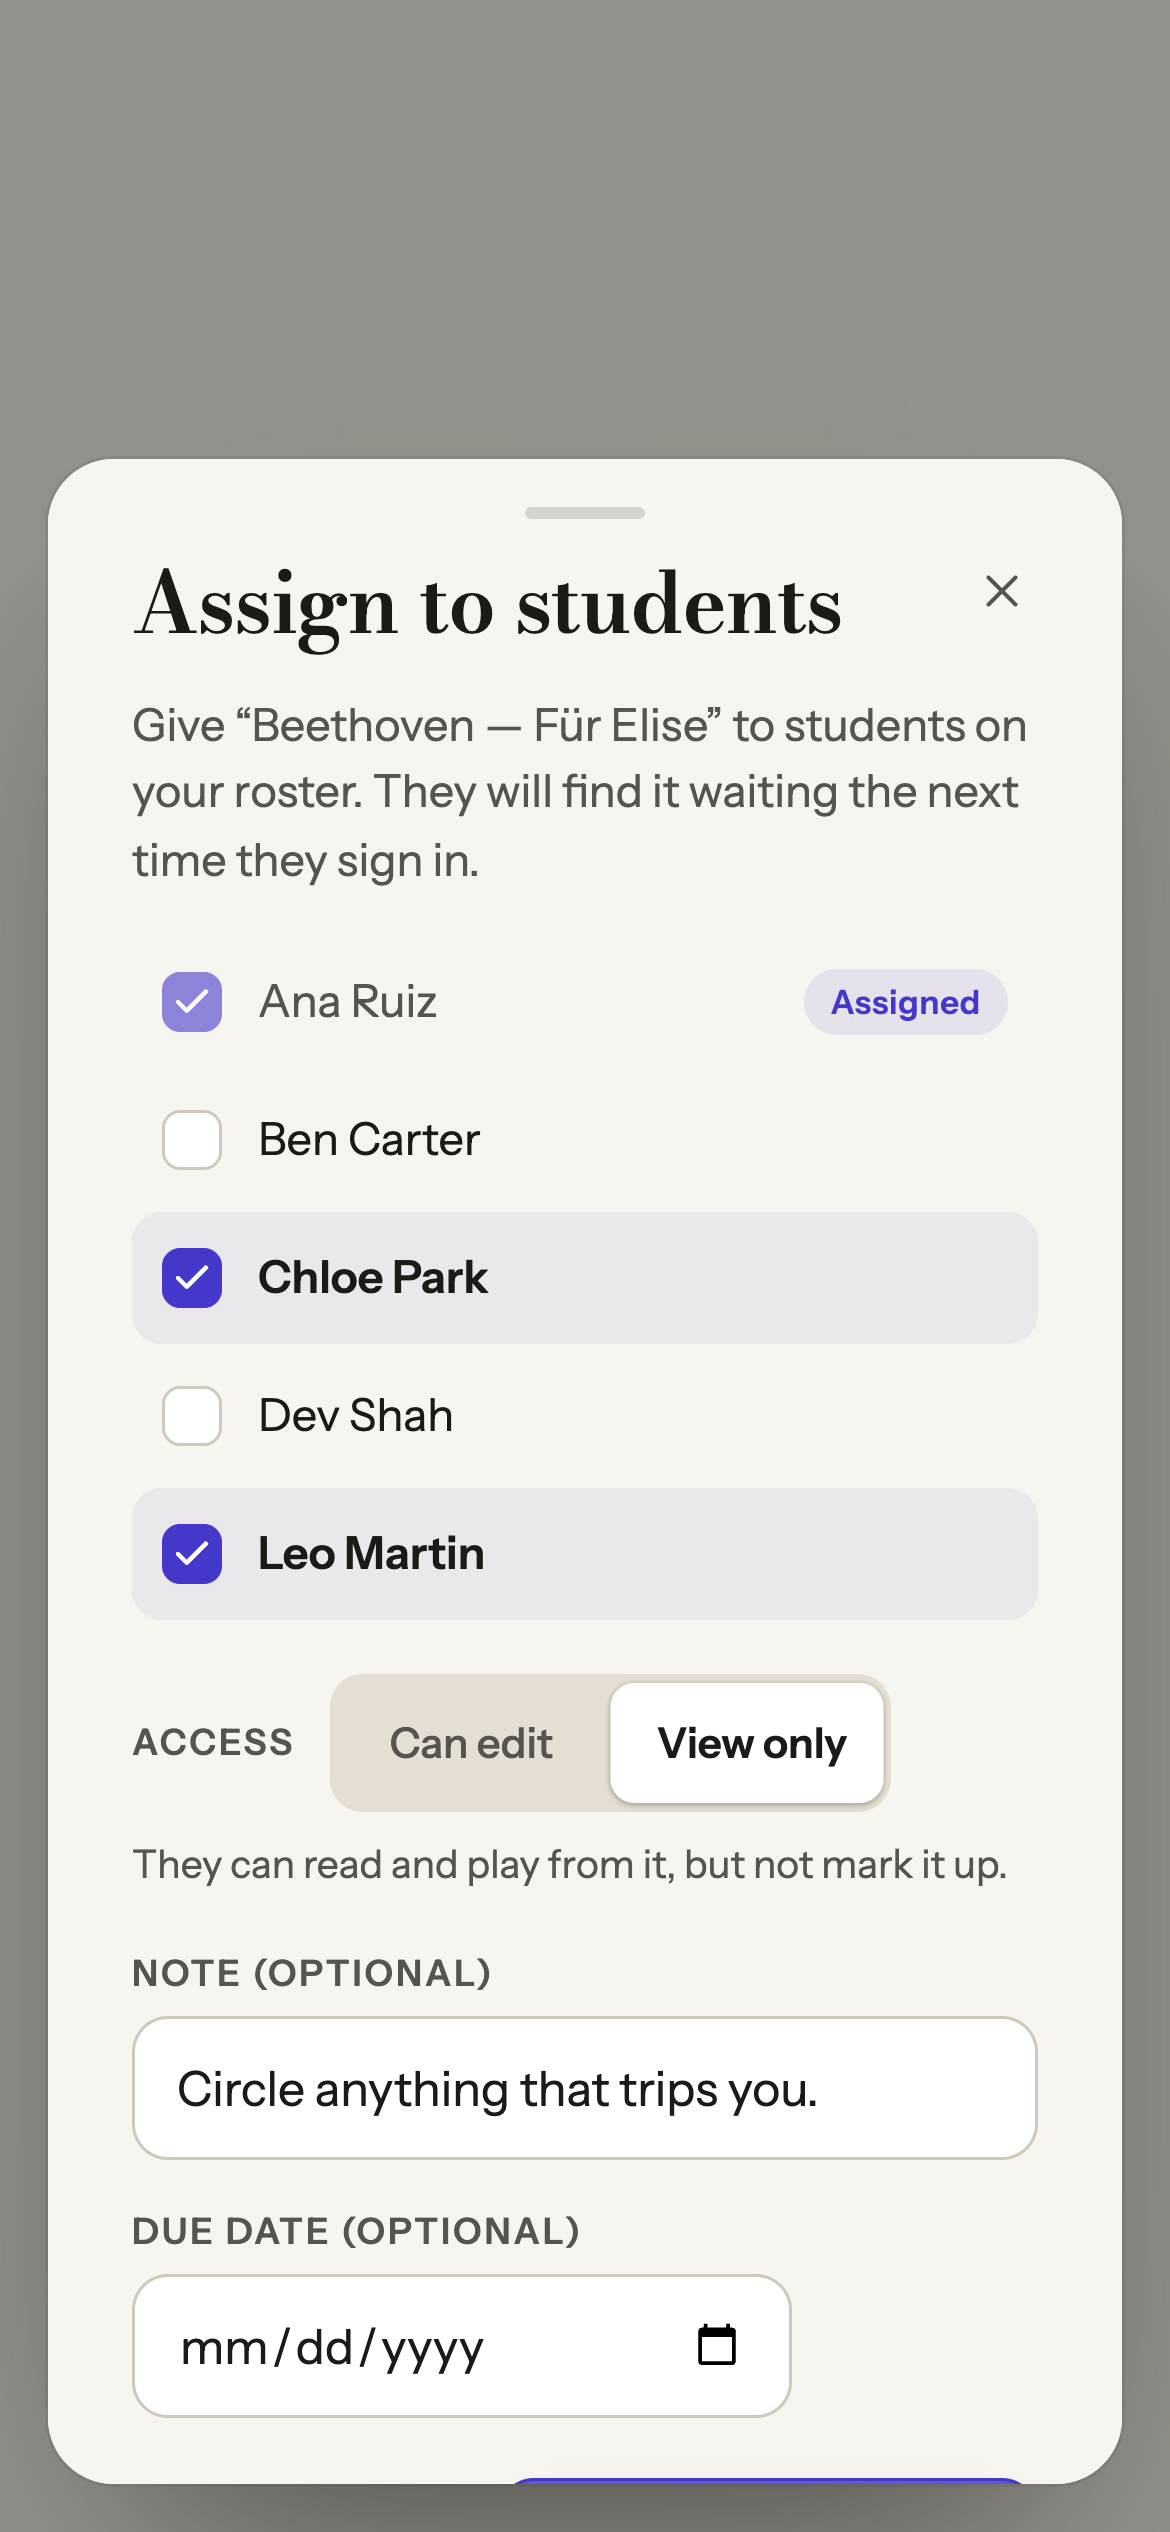 Assign to students
Give “Beethoven — Für Elise” to students on
your roster. They will find it waiting the next
time they sign in.
Ana Ruiz
Assigned
Ben Carter
Chloe Park
Dev Shah
Leo Martin
ACCESS
Can edit
View only
They can read and play from it, but not mark it up.
NOTE (OPTIONAL)
Circle anything that trips you.
DUE DATE (OPTIONAL)
mm/dd/yyyy